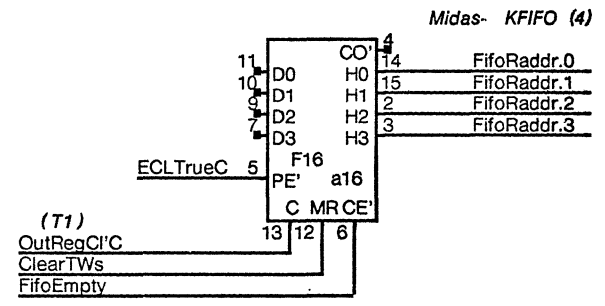 Midas- KFIFO (4)
4
CO'
11 D0 H0 14 FifoRaddr.0
10 D1 H1 15 FifoRaddr.1
9 D2 H2 2 FifoRaddr.2
7 D3 H3 3 FifoRaddr.3
F16
ECLTrueC 5 PE' a16
C MR CE'
(T1) 13 12 6
OutRegCl'C
ClearTWs
FifoEmpty